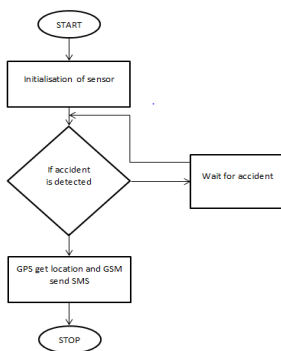 START
Initialisation of sensor
If accident
is detected
Wait for accident
GPS get location and GSM
send SMS
STOP